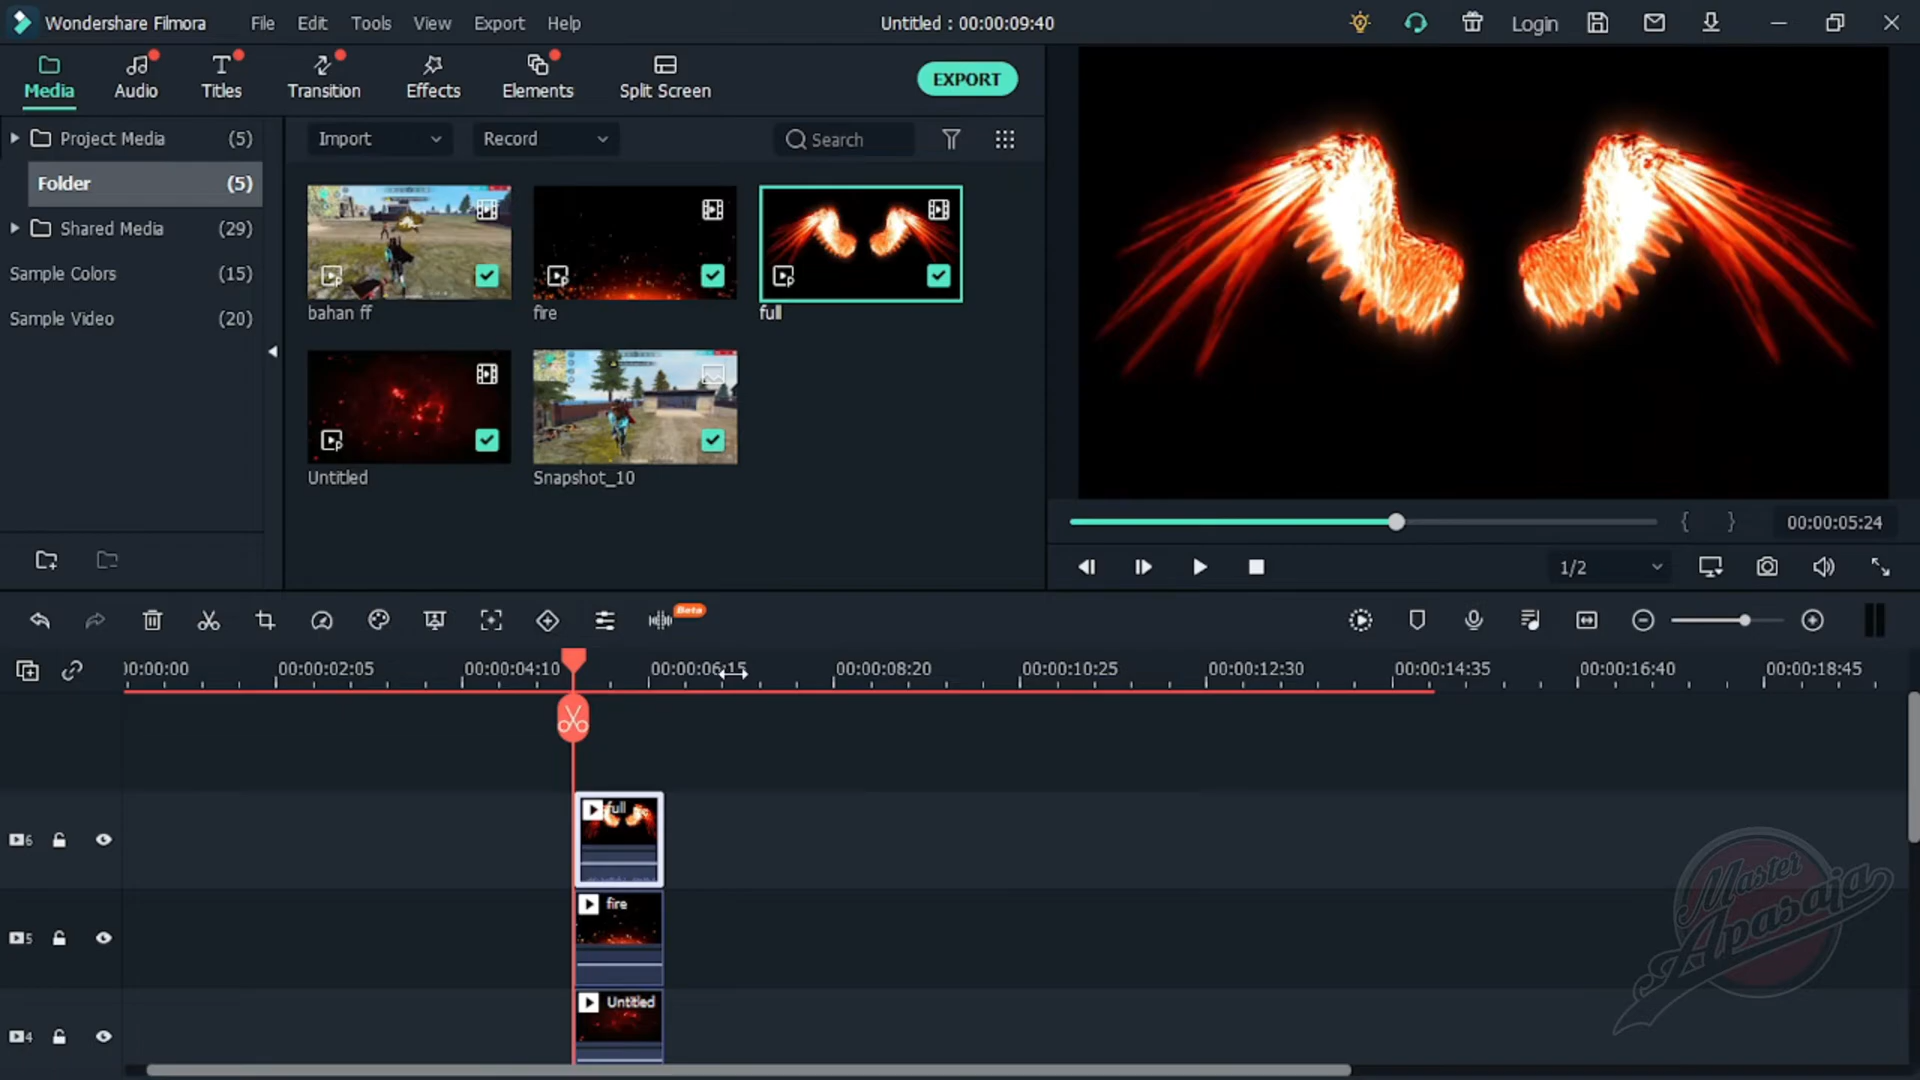 Wondershare Filmora File Edit Tools View Export Help Untitled : 00:00:09:40 Login
Media Audio Titles Transition Effects Elements Split Screen EXPORT
Project Media (5) Import Record Search
Folder (5)
Shared Media (29)
Sample Colors (15)
Sample Video (20)
bahan ff fire full
Untitled Snapshot_10
00:00:05:24
1/2
Beta
00:00:00 00:00:02:05 00:00:04:10 00:00:06:15 00:00:08:20 00:00:10:25 00:00:12:30 00:00:14:35 00:00:16:40 00:00:18:45
full
6
fire
5
Untitled
4
Master
Apasaja